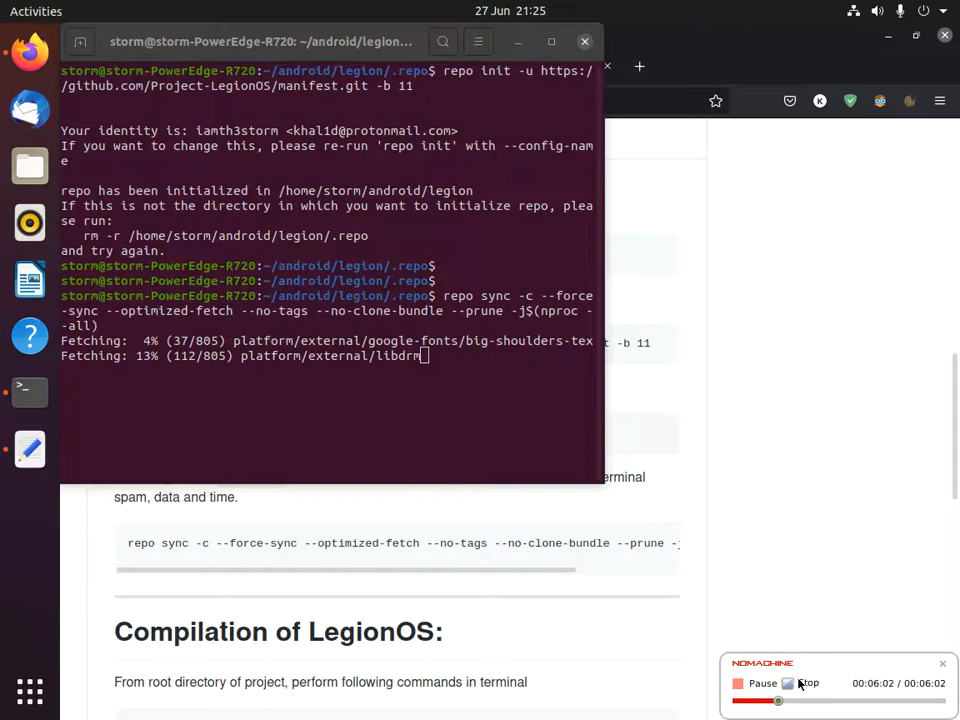 Activities
27 Jun 21:25
storm@storm-PowerEdge-R720: ~/android/legion...
storm@storm-PowerEdge-R720:~/android/legion/.repo$ repo init -u https:/
/github.com/Project-LegionOS/manifest.git -b 11
Your identity is: iamth3storm <khal1d@protonmail.com>
If you want to change this, please re-run 'repo init' with --config-nam
e
repo has been initialized in /home/storm/android/legion
If this is not the directory in which you want to initialize repo, plea
se run:
rm -r /home/storm/android/legion/.repo
and try again.
storm@storm-PowerEdge-R720:~/android/legion/.repo$
storm@storm-PowerEdge-R720:~/android/legion/.repo$
storm@storm-PowerEdge-R720:~/android/legion/.repo$ repo sync -c --force
-sync --optimized-fetch --no-tags --no-clone-bundle --prune -j$(nproc -
-all)
Fetching: 4% (37/805) platform/external/google-fonts/big-shoulders-tex
Fetching: 13% (112/805) platform/external/libdrm
t -b 11
erminal
spam, data and time.
repo sync -c --force-sync --optimized-fetch --no-tags --no-clone-bundle --prune -j
Compilation of LegionOS:
From root directory of project, perform following commands in terminal
NOMACHINE
Pause
Stop
00:06:02 / 00:06:02